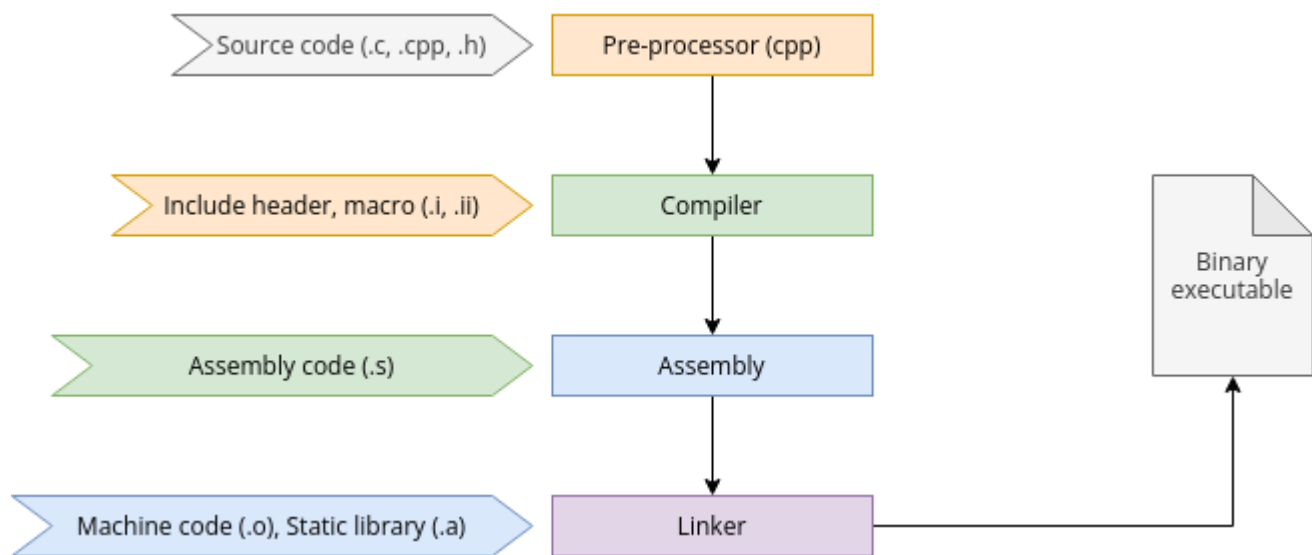 Source code (.c, .cpp, .h)
Pre-processor (cpp)
Include header, macro (.i, .ii)
Compiler
Binary
executable
Assembly code (.s)
Assembly
Machine code (.o), Static library (.a)
Linker